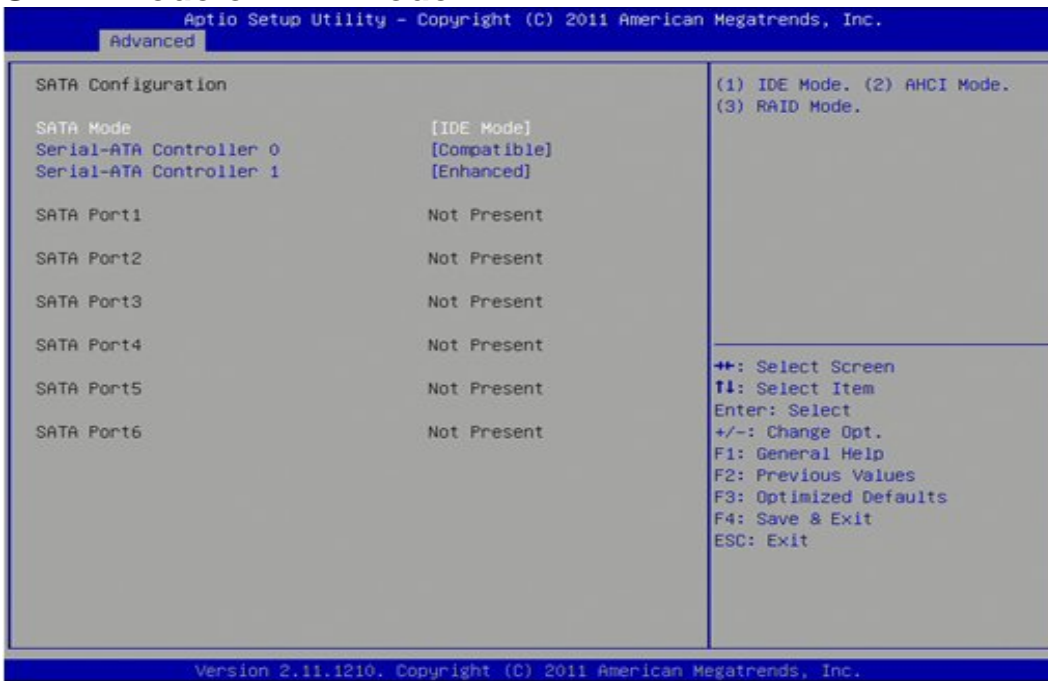 Aptio Setup Utility – Copyright (C) 2011 American Megatrends, Inc.
Advanced
SATA Configuration
SATA Mode [IDE Mode]
Serial-ATA Controller 0 [Compatible]
Serial-ATA Controller 1 [Enhanced]
SATA Port1 Not Present
SATA Port2 Not Present
SATA Port3 Not Present
SATA Port4 Not Present
SATA Port5 Not Present
SATA Port6 Not Present
(1) IDE Mode. (2) AHCI Mode.
(3) RAID Mode.
→←: Select Screen
↑↓: Select Item
Enter: Select
+/-: Change Opt.
F1: General Help
F2: Previous Values
F3: Optimized Defaults
F4: Save & Exit
ESC: Exit
Version 2.11.1210. Copyright (C) 2011 American Megatrends, Inc.